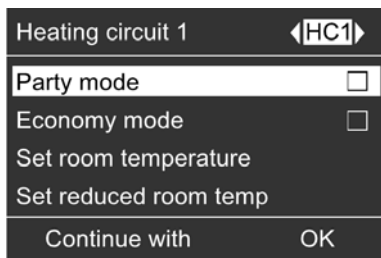 Heating circuit 1 HC1
Party mode
Economy mode
Set room temperature
Set reduced room temp
Continue with OK